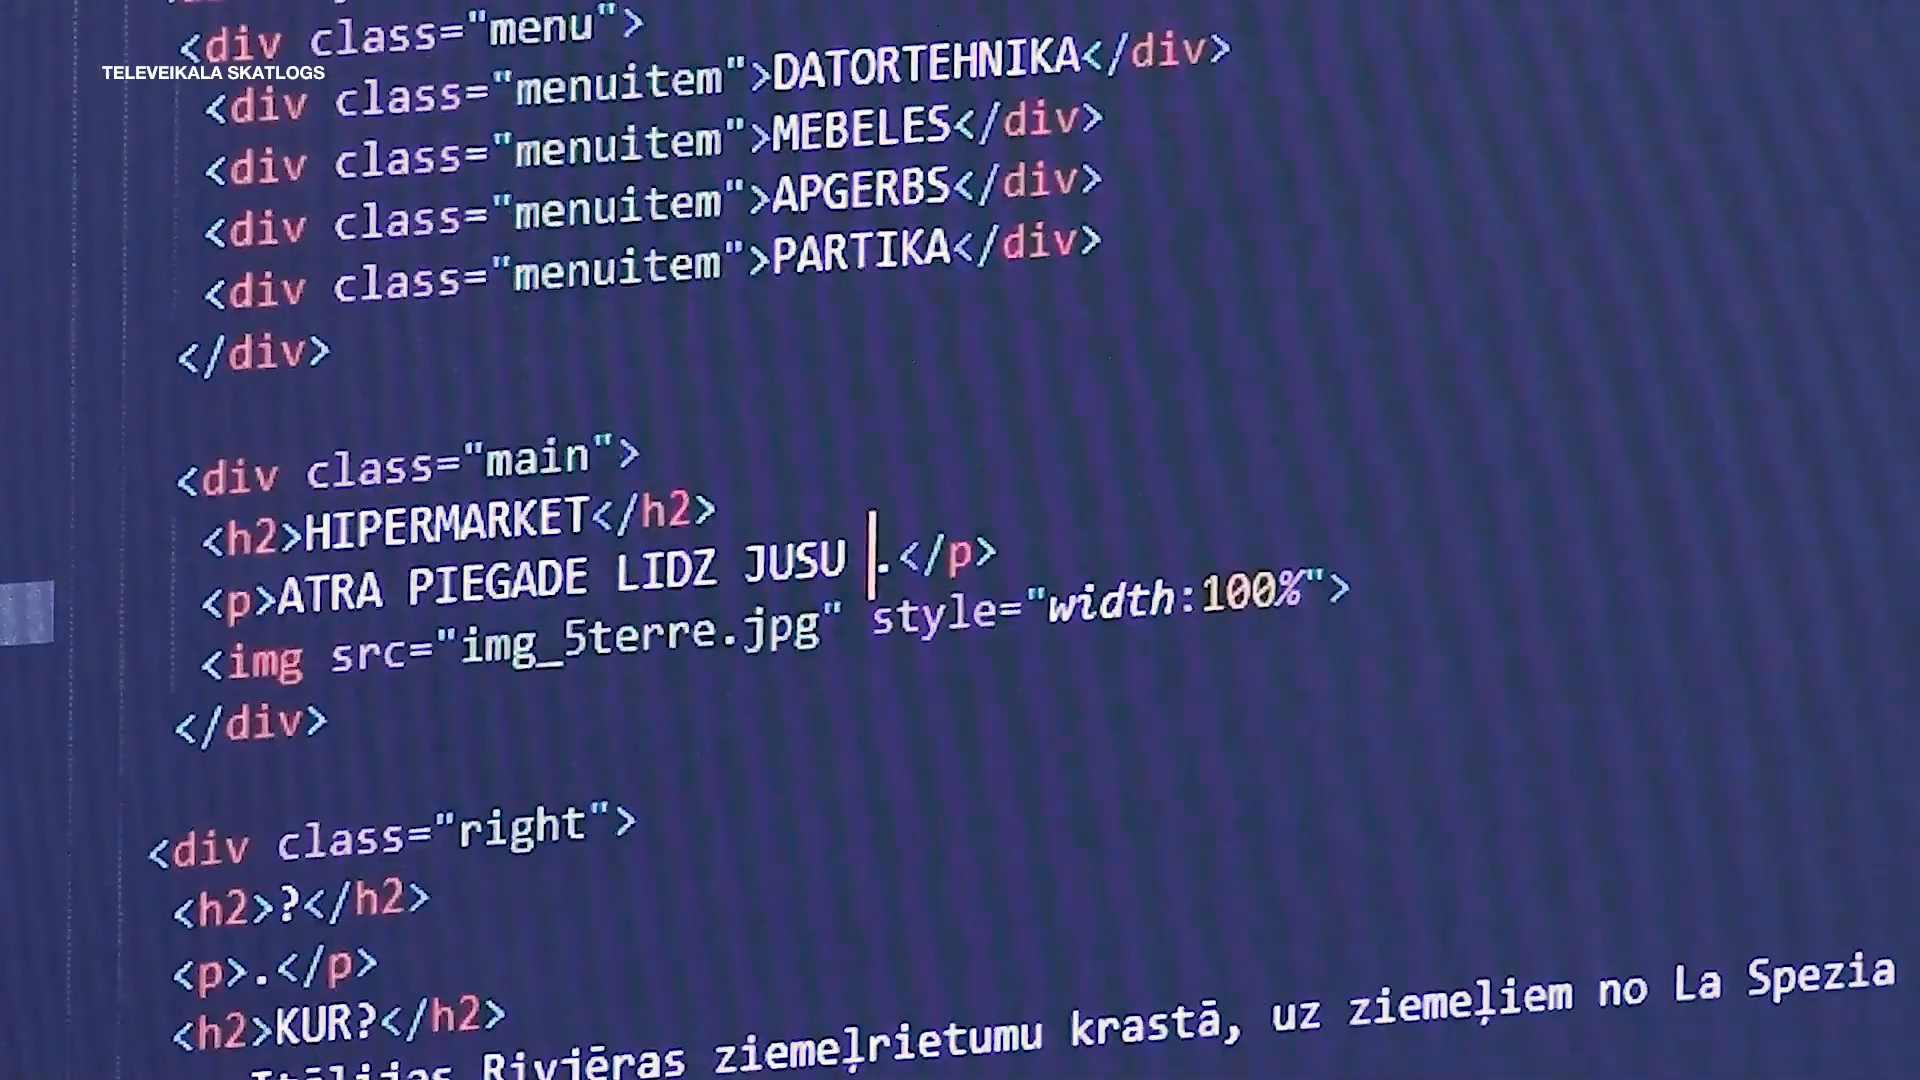 <div class="menu">
TELEVEIKALA SKATLOGS
<div class="menuitem">DATORTEHNIKA</div>
<div class="menuitem">MEBELES</div>
<div class="menuitem">APGERBS</div>
<div class="menuitem">PARTIKA</div>
</div>
<div class="main">
<h2>HIPERMARKET</h2>
<p>ATRA PIEGADE LIDZ JUSU .</p>
<img src="img_5terre.jpg" style="width:100%">
</div>
<div class="right">
<h2>?</h2>
<p>.</p>
<h2>KUR?</h2>
Itālijas Rivjēras ziemeļrietumu krastā, uz ziemeļiem no La Spezia